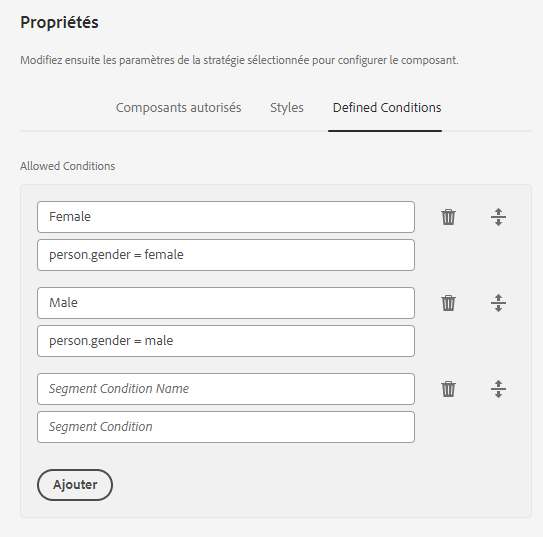 Propriétés
Modifiez ensuite les paramètres de la stratégie sélectionnée pour configurer le composant.
Composants autorisés Styles Defined Conditions
Allowed Conditions
Female
person.gender = female
Male
person.gender = male
Segment Condition Name
Segment Condition
Ajouter